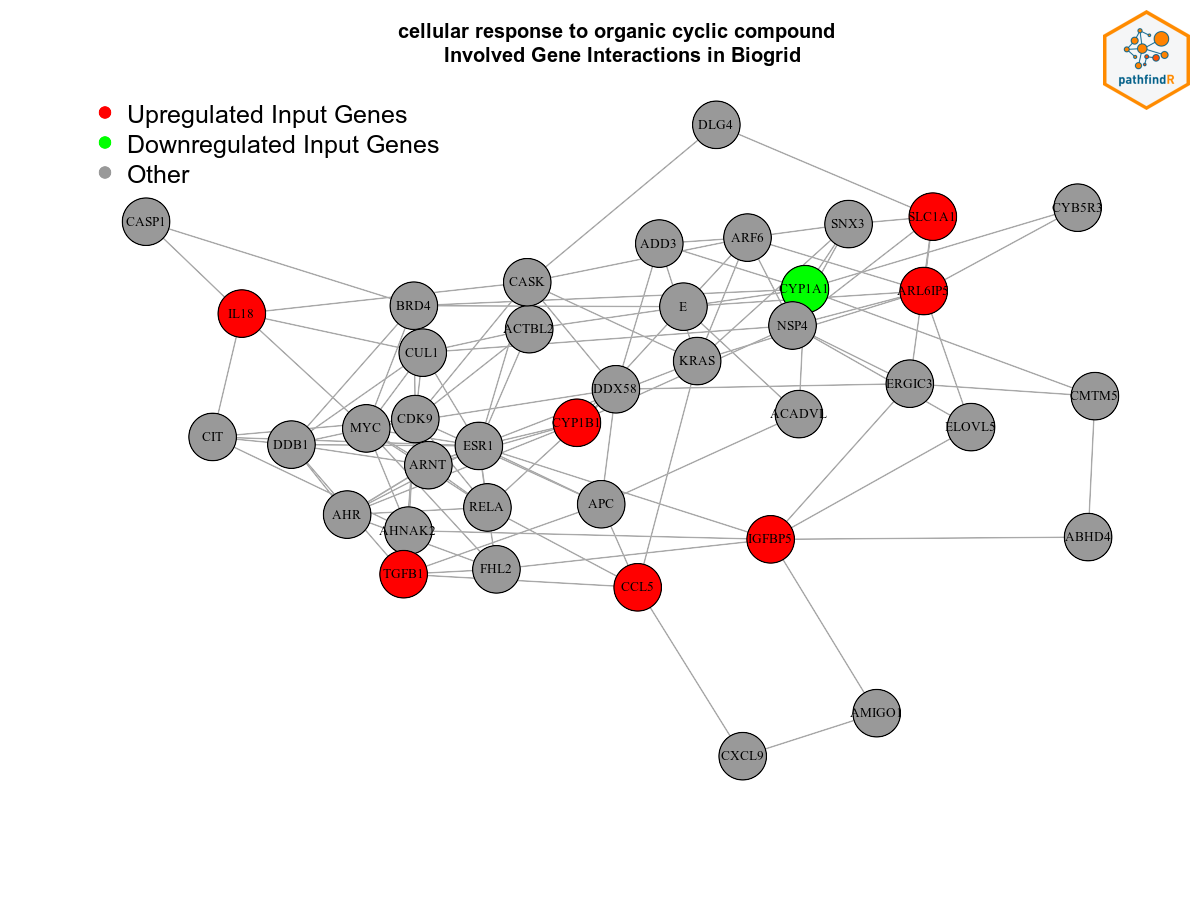 cellular response to organic cyclic compound
Involved Gene Interactions in Biogrid
pathfindR
Upregulated Input Genes
Downregulated Input Genes
Other
DLG4
CASP1
CYB5R3
SLC1A1
SNX3
ARF6
ADD3
CASK
CYP1A1
ARL6IP5
BRD4
E
IL18
NSP4
ACTBL2
CUL1
KRAS
DDX58
ERGIC3
CMTM5
ACADVL
CDK9
CYP1B1
ELOVL5
MYC
CIT
DDB1
ESR1
ARNT
APC
RELA
AHR
AHNAK2
IGFBP5
ABHD4
FHL2
TGFB1
CCL5
AMIGO1
CXCL9